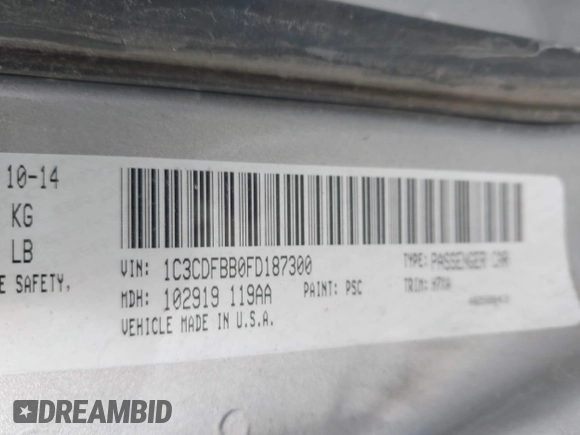 10-14
KG
LB
E SAFETY,
VIN: 1C3CDFBB0FD187300
TYPE: PASSENGER CAR
MDH: 102919 119AA
PAINT: PSC
TRIM:
VEHICLE MADE IN U.S.A.
DREAMBID